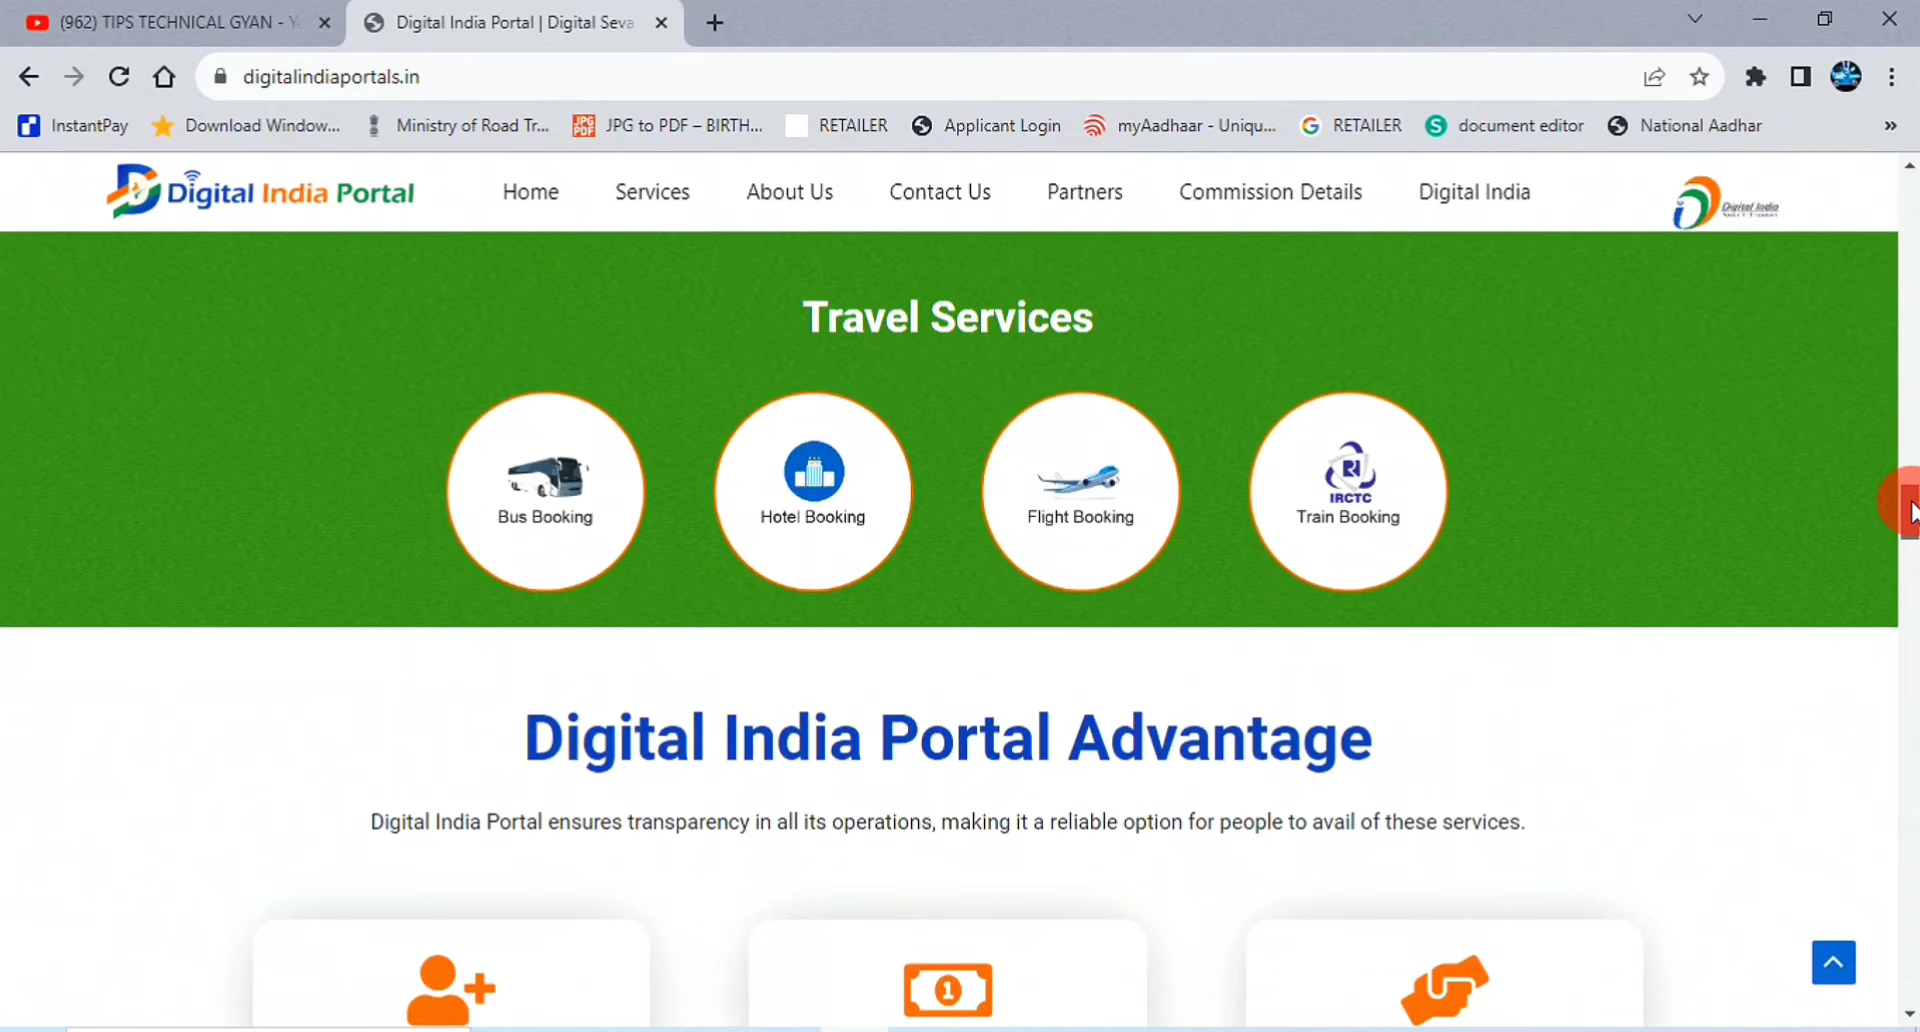 (962) TIPS TECHNICAL GYAN - Y
Digital India Portal | Digital Seva
digitalindiaportals.in
InstantPay
Download Window...
Ministry of Road Tr...
JPG to PDF – BIRTH...
RETAILER
Applicant Login
myAadhaar - Uniqu...
RETAILER
document editor
National Aadhar
Digital India Portal
Home
Services
About Us
Contact Us
Partners
Commission Details
Digital India
Digital India
Travel Services
Bus Booking
Hotel Booking
Flight Booking
IRCTC
Train Booking
Digital India Portal Advantage
Digital India Portal ensures transparency in all its operations, making it a reliable option for people to avail of these services.
1